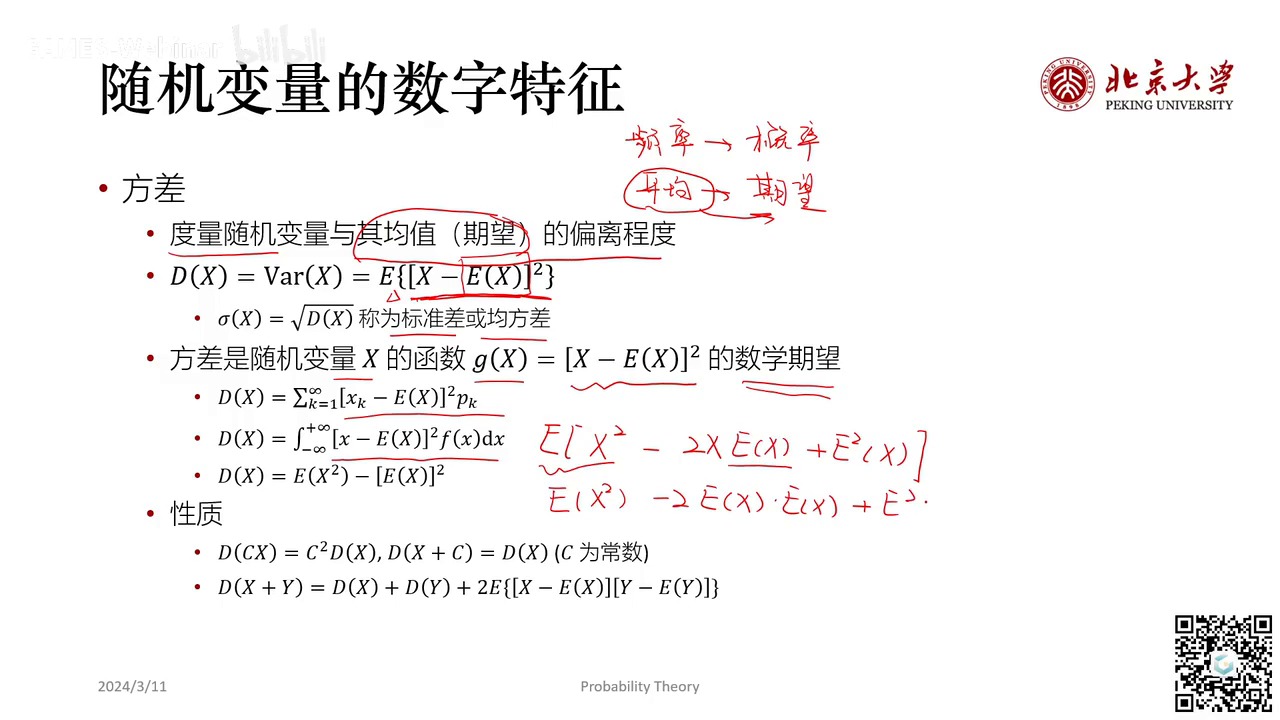 bilibili
随机变量的数字特征
北京大学
PEKING UNIVERSITY
频率 → 概率
平均 → 期望
• 方差
• 度量随机变量与其均值（期望）的偏离程度
• D(X) = Var(X) = E{[X − E(X)]²}
• σ(X) = √D(X) 称为标准差或均方差
• 方差是随机变量 X 的函数 g(X) = [X − E(X)]² 的数学期望
• D(X) = ∑_{k=1}^{∞}[x_k − E(X)]²p_k
• D(X) = ∫_{−∞}^{+∞}[x − E(X)]²f(x)dx
E[X² − 2X E(X) + E²(X)]
• D(X) = E(X²) − [E(X)]²
E(X²) − 2E(X)·E(X) + E²·
• 性质
• D(CX) = C²D(X), D(X + C) = D(X) (C 为常数)
• D(X + Y) = D(X) + D(Y) + 2E{[X − E(X)][Y − E(Y)]}
2024/3/11
Probability Theory